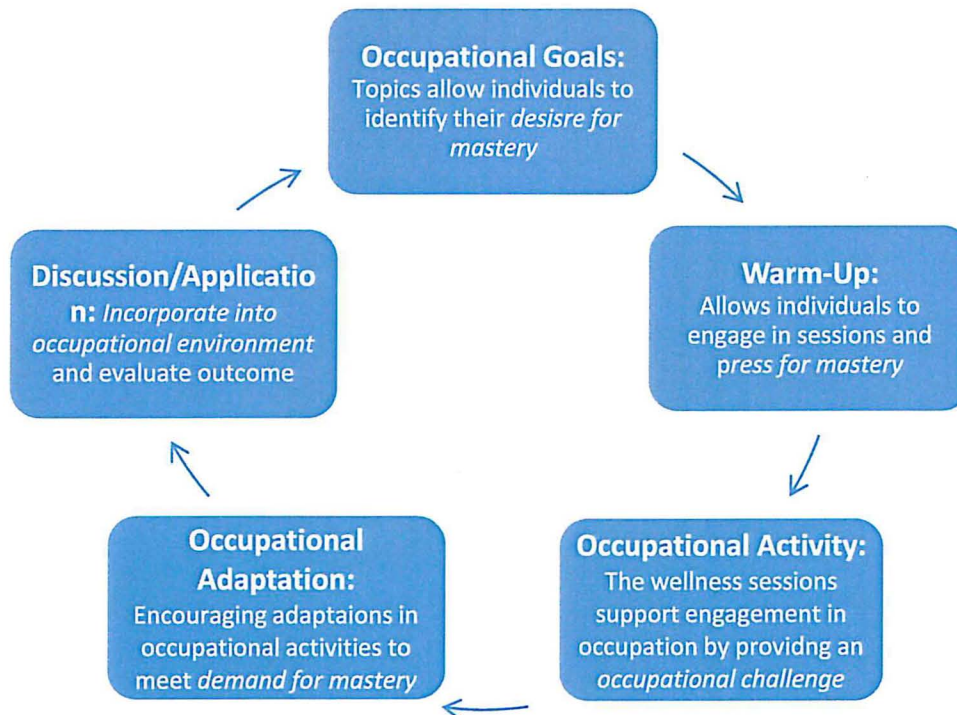 Occupational Goals:
Topics allow individuals to
identify their desisre for
mastery
Warm-Up:
Allows individuals to
engage in sessions and
press for mastery
Occupational Activity:
The wellness sessions
support engagement in
occupation by providng an
occupational challenge
Occupational
Adaptation:
Encouraging adaptaions in
occupational activities to
meet demand for mastery
Discussion/Applicatio
n: Incorporate into
occupational environment
and evaluate outcome